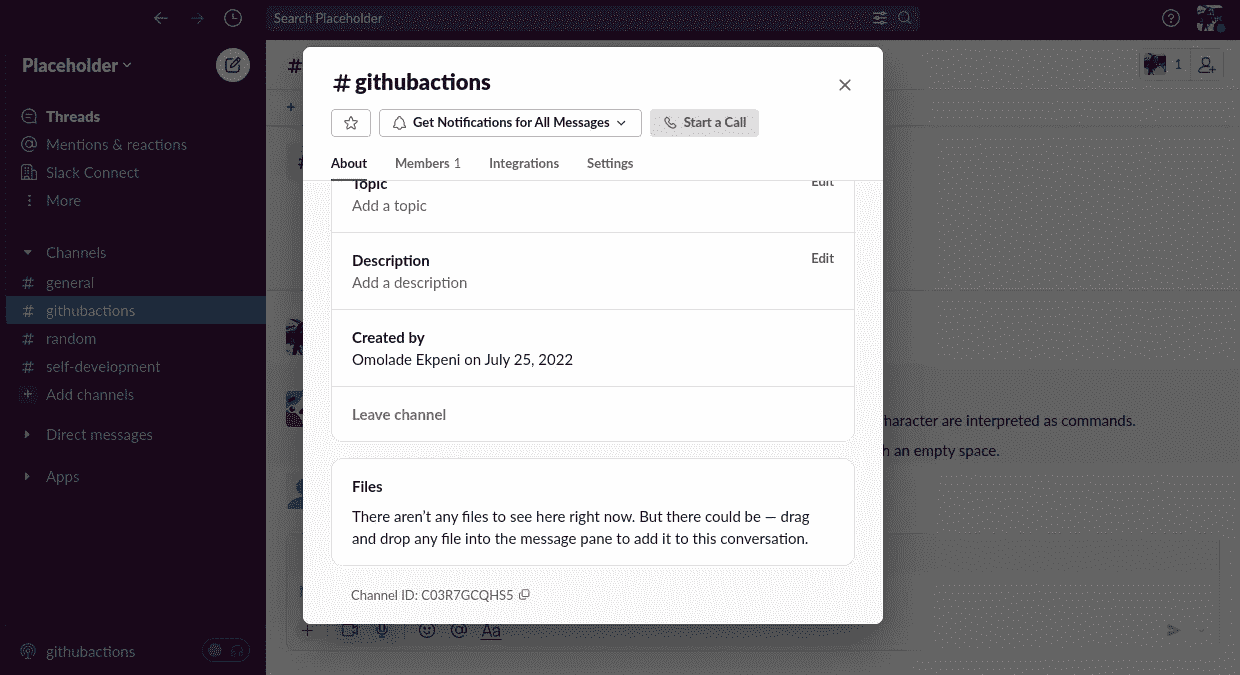 Search Placeholder
Placeholder
Threads
Mentions & reactions
Slack Connect
More
Channels
# general
# githubactions
# random
# self-development
+ Add channels
Direct messages
Apps
githubactions
#
1
+
# githubactions
Get Notifications for All Messages
Start a Call
About
Members 1
Integrations
Settings
Topic
Edit
Add a topic
Description
Edit
Add a description
Created by
Omolade Ekpeni on July 25, 2022
Leave channel
Files
There aren't any files to see here right now. But there could be — drag
and drop any file into the message pane to add it to this conversation.
Channel ID: C03R7GCQHS5
haracter are interpreted as commands.
h an empty space.
+
@
Aa